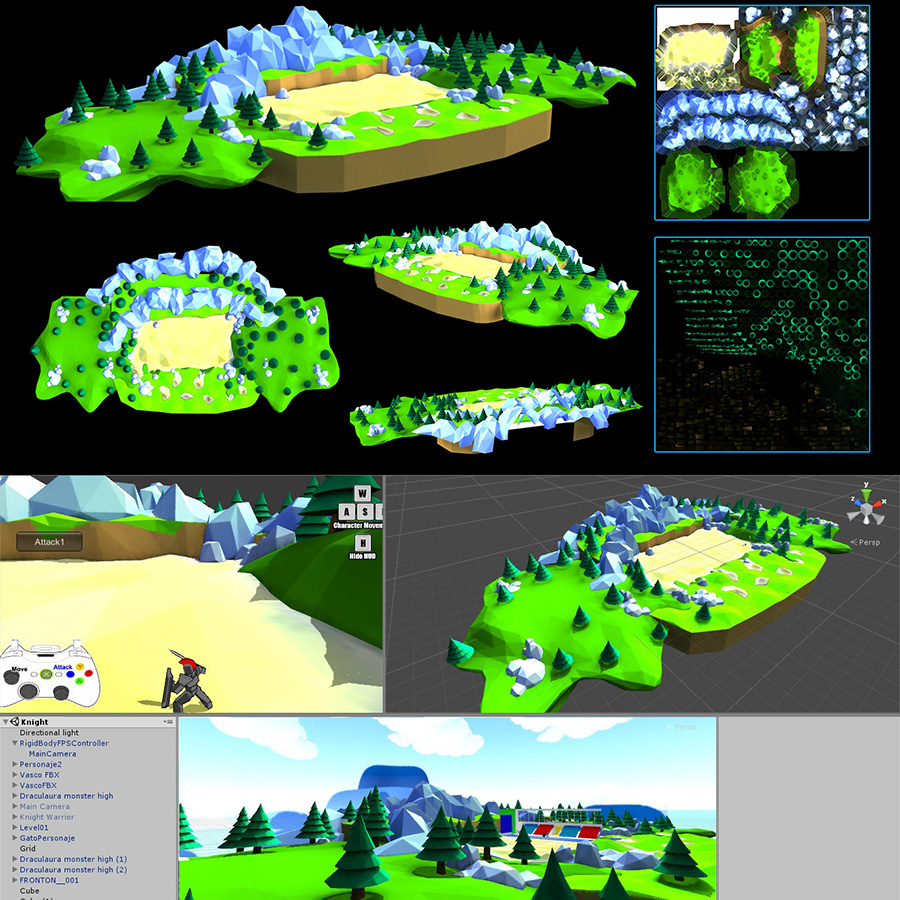 W
A S
Character Movem
H
Hide HUD
Attack1
Move
Attack
Y
A
y
z
x
Persp
Knight
Directional light
RigidBodyFPSController
MainCamera
Personaje2
Vasco FBX
VascoFBX
Draculaura monster high
Main Camera
Knight Warrior
Level01
GatoPersonaje
Grid
Draculaura monster high (1)
Draculaura monster high (2)
FRONTON__001
Cube
Persp